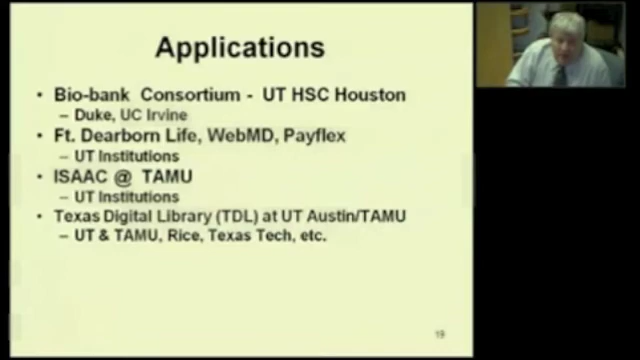 Applications
• Bio-bank Consortium - UT HSC Houston
– Duke, UC Irvine
• Ft. Dearborn Life, WebMD, Payflex
– UT Institutions
• ISAAC @ TAMU
– UT Institutions
• Texas Digital Library (TDL) at UT Austin/TAMU
– UT & TAMU, Rice, Texas Tech, etc.
19